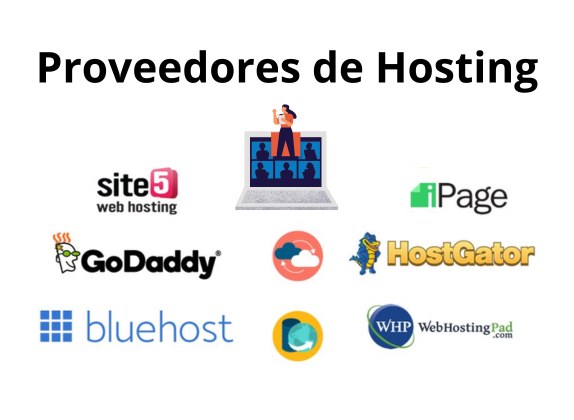 Proveedores de Hosting
site5
web hosting
iPage
GoDaddy®
HostGator
bluehost
WHP WebHostingPad
.com